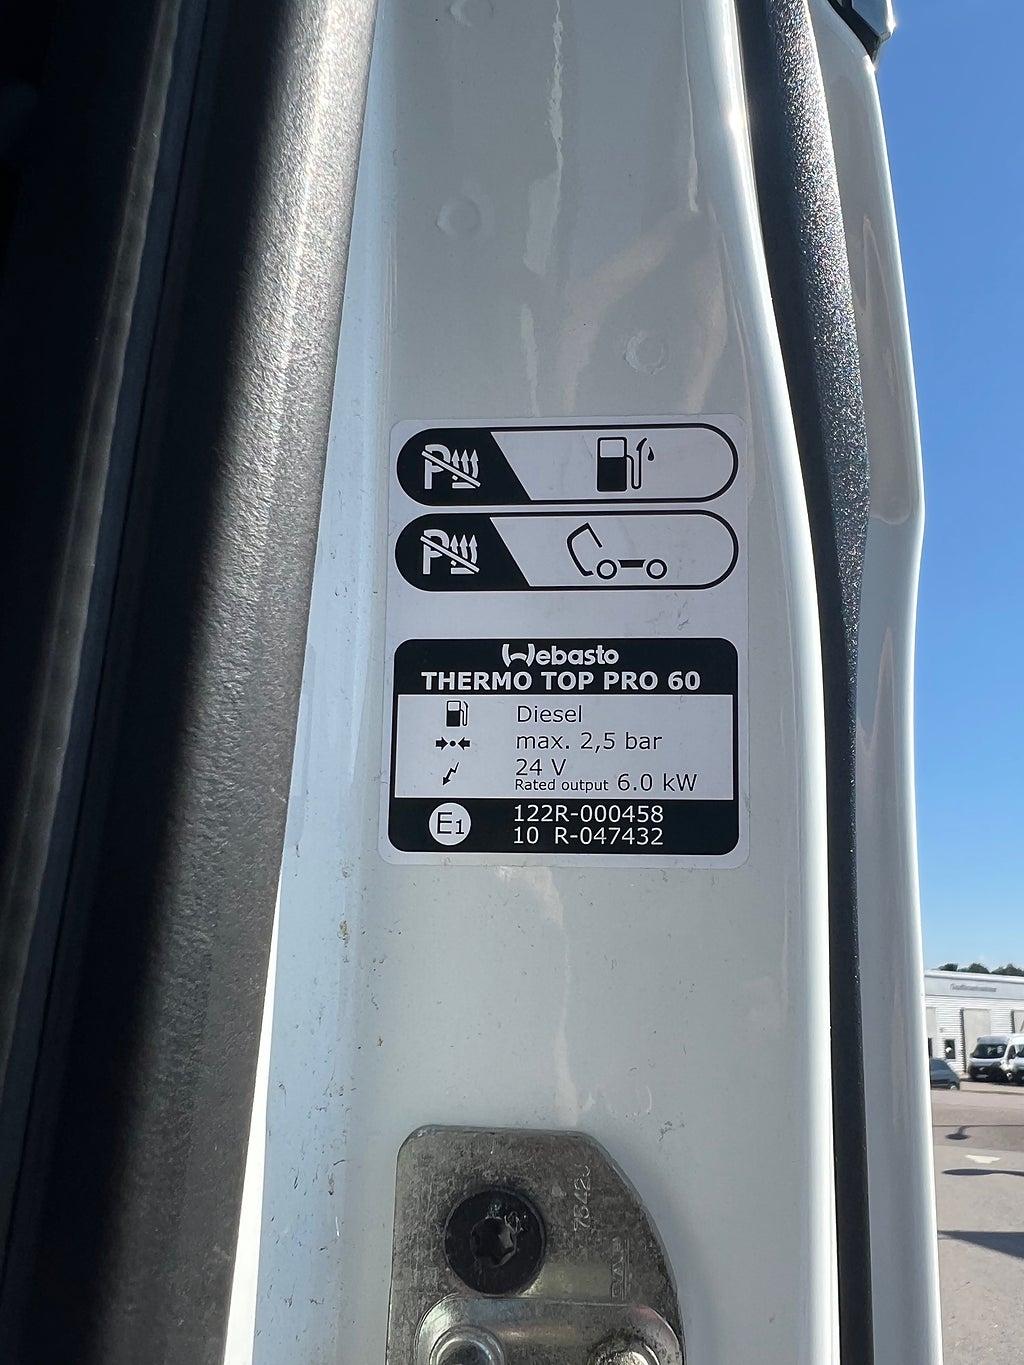 Webasto
THERMO TOP PRO 60
Diesel
max. 2,5 bar
24 V
Rated output 6.0 kW
E1
122R-000458
10 R-047432